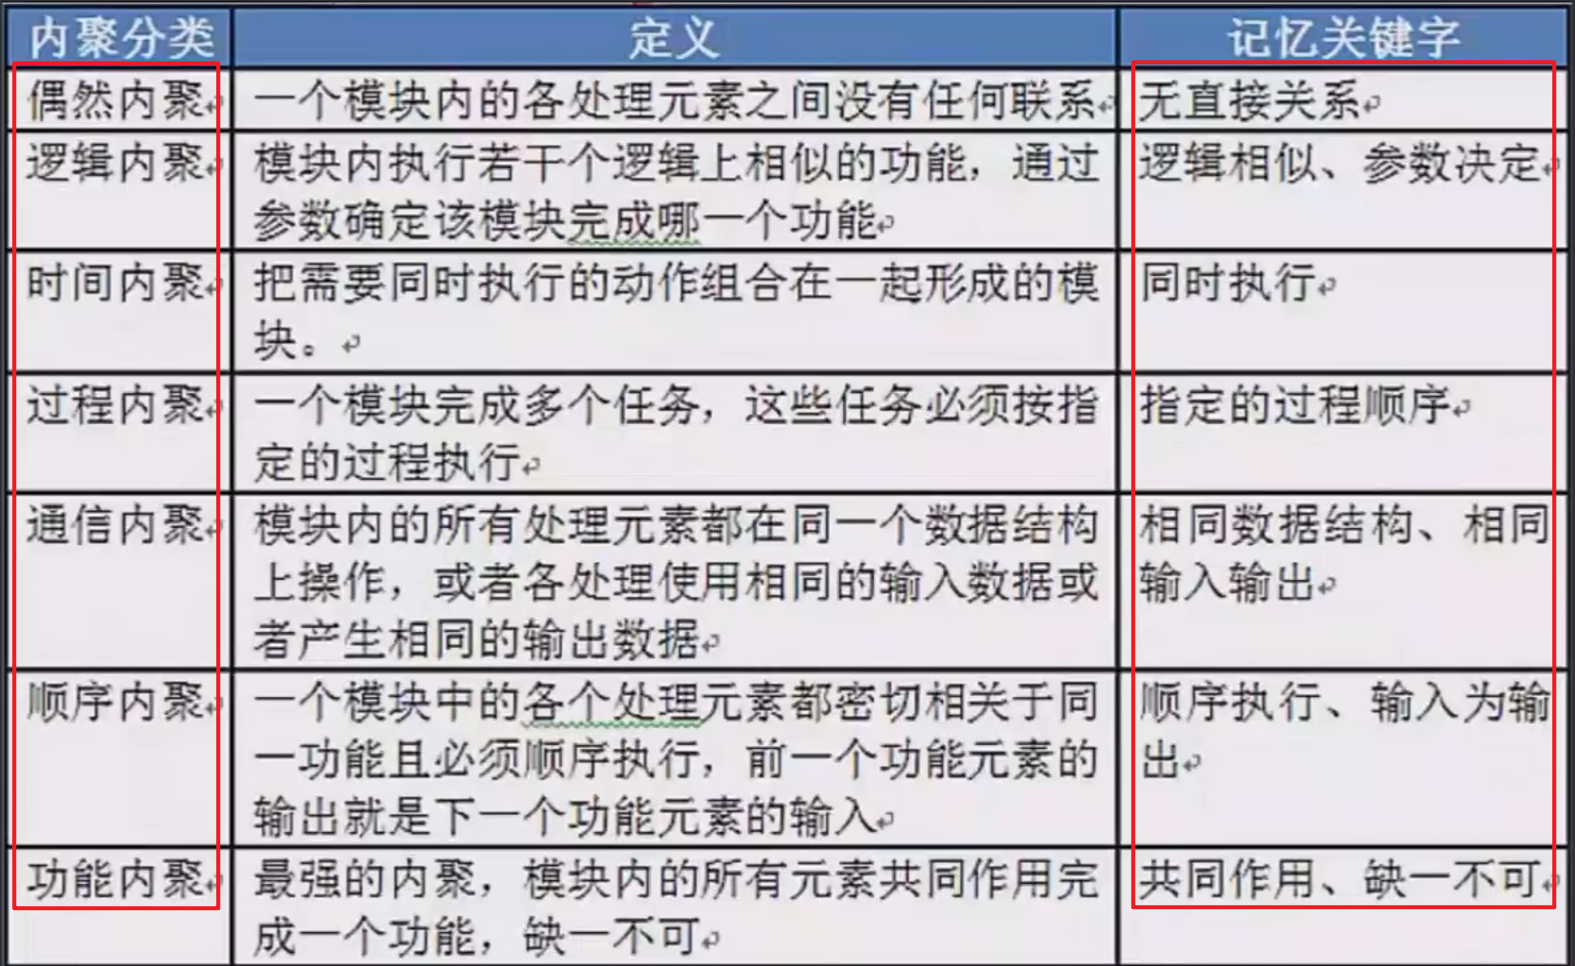 内聚分类 定义 记忆关键字
偶然内聚 一个模块内的各处理元素之间没有任何联系 无直接关系
逻辑内聚 模块内执行若干个逻辑上相似的功能，通过 逻辑相似、参数决定
参数确定该模块完成哪一个功能
时间内聚 把需要同时执行的动作组合在一起形成的模 同时执行
块。
过程内聚 一个模块完成多个任务，这些任务必须按指 指定的过程顺序
定的过程执行
通信内聚 模块内的所有处理元素都在同一个数据结构 相同数据结构、相同
上操作，或者各处理使用相同的输入数据或 输入输出
者产生相同的输出数据
顺序内聚 一个模块中的各个处理元素都密切相关于同 顺序执行、输入为输
一功能且必须顺序执行，前一个功能元素的 出
输出就是下一个功能元素的输入
功能内聚 最强的内聚，模块内的所有元素共同作用完 共同作用、缺一不可
成一个功能，缺一不可